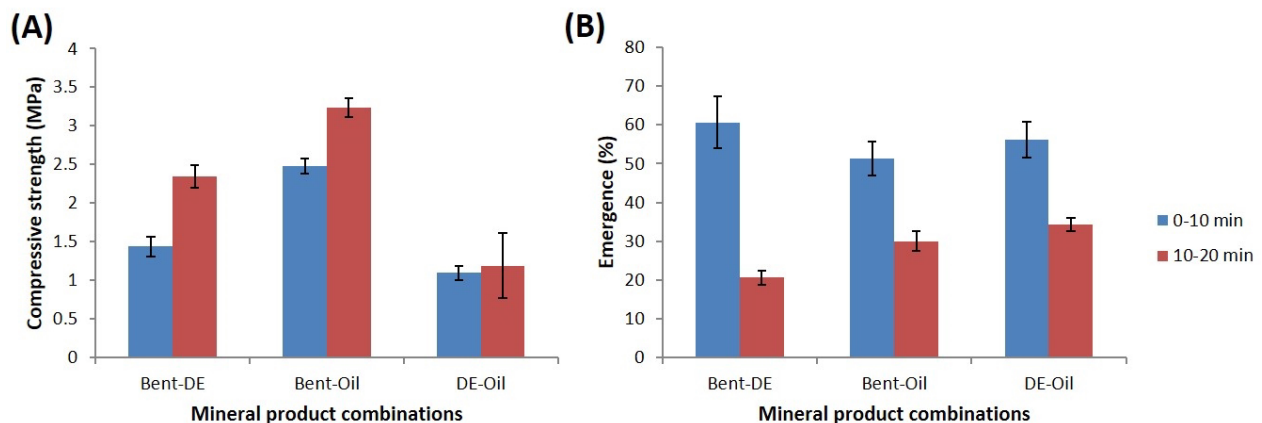 (A)
Compressive strength (MPa)
4
3.5
3
2.5
2
1.5
1
0.5
0
Bent-DE
Bent-Oil
DE-Oil
Mineral product combinations
(B)
Emergence (%)
80
70
60
50
40
30
20
10
0
Bent-DE
Bent-Oil
DE-Oil
Mineral product combinations
0-10 min
10-20 min